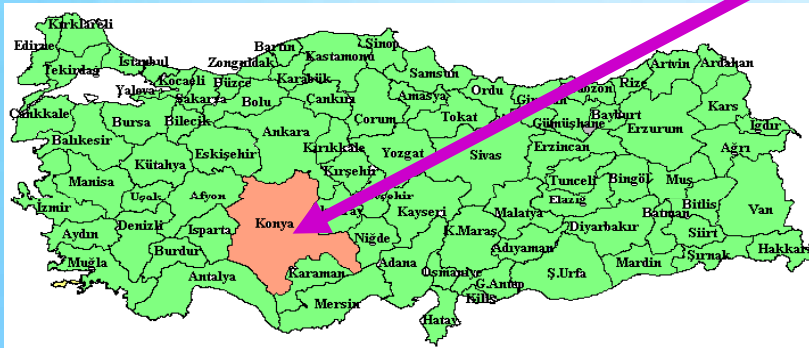 Kırklareli
Edirne
Tekirdağ
İstanbul
Yalova
Kocaeli
Sakarya
Düzce
Zonguldak
Bartın
Karabük
Kastamonu
Sinop
Samsun
Ordu
Rize
Artvin
Ardahan
Kars
Iğdır
Ağrı
Erzurum
Bayburt
Gümüşhane
Erzincan
Tokat
Amasya
Çorum
Çankırı
Bolu
Bilecik
Bursa
Balıkesir
Kütahya
Eskişehir
Ankara
Kırıkkale
Kırşehir
Yozgat
Sivas
Tunceli
Bingöl
Muş
Bitlis
Van
Hakkari
Şırnak
Siirt
Batman
Diyarbakır
Elazığ
Malatya
Adıyaman
Mardin
Ş.Urfa
G.Antep
Kilis
Hatay
Osmaniye
K.Maraş
Kayseri
Niğde
Adana
Mersin
Karaman
Konya
Antalya
Isparta
Burdur
Afyon
Uşak
Denizli
Manisa
İzmir
Aydın
Muğla